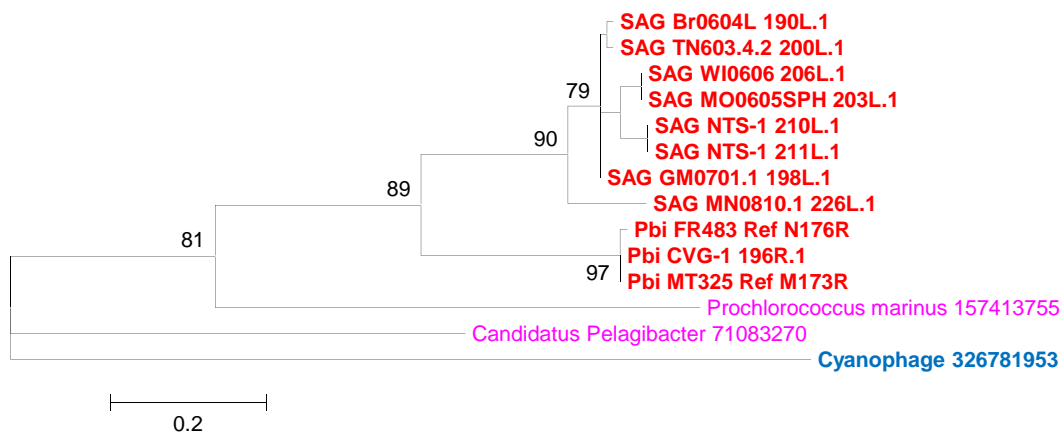 SAG Br0604L 190L.1
SAG TN603.4.2 200L.1
SAG WI0606 206L.1
79
SAG MO0605SPH 203L.1
SAG NTS-1 210L.1
90
SAG NTS-1 211L.1
SAG GM0701.1 198L.1
89
SAG MN0810.1 226L.1
Pbi FR483 Ref N176R
81
Pbi CVG-1 196R.1
97
Pbi MT325 Ref M173R
Prochlorococcus marinus 157413755
Candidatus Pelagibacter 71083270
Cyanophage 326781953
0.2